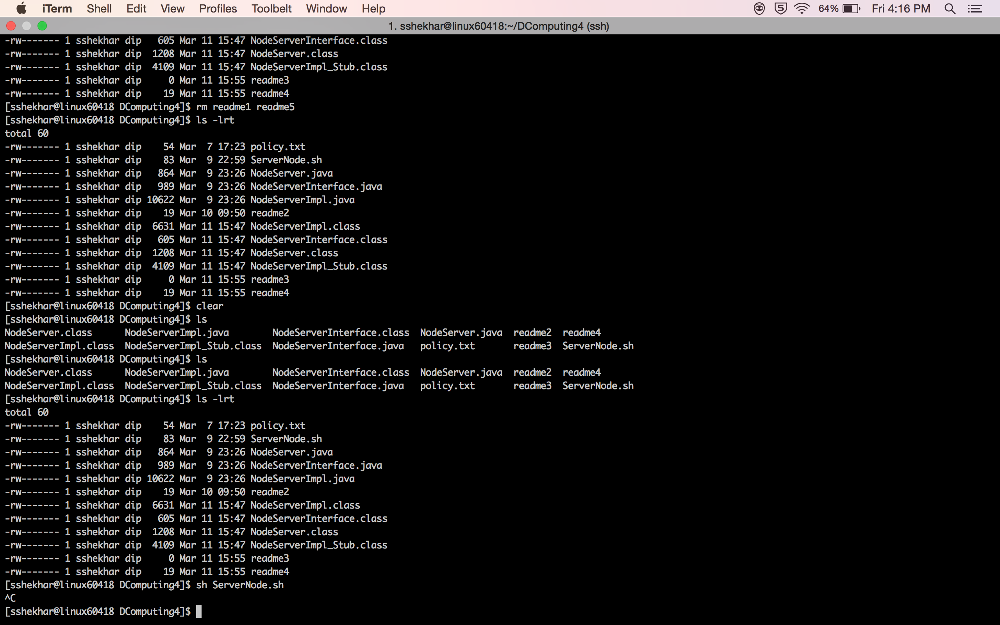 iTerm Shell Edit View Profiles Toolbelt Window Help 64% Fri 4:16 PM
1. sshekhar@linux60418:~/DComputing4 (ssh)
-rw------- 1 sshekhar dip   605 Mar 11 15:47 NodeServerInterface.class
-rw------- 1 sshekhar dip  1208 Mar 11 15:47 NodeServer.class
-rw------- 1 sshekhar dip  4109 Mar 11 15:47 NodeServerImpl_Stub.class
-rw------- 1 sshekhar dip     0 Mar 11 15:55 readme3
-rw------- 1 sshekhar dip    19 Mar 11 15:55 readme4
[sshekhar@linux60418 DComputing4]$ rm readme1 readme5
[sshekhar@linux60418 DComputing4]$ ls -lrt
total 60
-rw------- 1 sshekhar dip    54 Mar  7 17:23 policy.txt
-rw------- 1 sshekhar dip    83 Mar  9 22:59 ServerNode.sh
-rw------- 1 sshekhar dip   864 Mar  9 23:26 NodeServer.java
-rw------- 1 sshekhar dip   989 Mar  9 23:26 NodeServerInterface.java
-rw------- 1 sshekhar dip 10622 Mar  9 23:26 NodeServerImpl.java
-rw------- 1 sshekhar dip    19 Mar 10 09:50 readme2
-rw------- 1 sshekhar dip  6631 Mar 11 15:47 NodeServerImpl.class
-rw------- 1 sshekhar dip   605 Mar 11 15:47 NodeServerInterface.class
-rw------- 1 sshekhar dip  1208 Mar 11 15:47 NodeServer.class
-rw------- 1 sshekhar dip  4109 Mar 11 15:47 NodeServerImpl_Stub.class
-rw------- 1 sshekhar dip     0 Mar 11 15:55 readme3
-rw------- 1 sshekhar dip    19 Mar 11 15:55 readme4
[sshekhar@linux60418 DComputing4]$ clear
[sshekhar@linux60418 DComputing4]$ ls
NodeServer.class      NodeServerImpl.java        NodeServerInterface.class  NodeServer.java  readme2  readme4
NodeServerImpl.class  NodeServerImpl_Stub.class  NodeServerInterface.java   policy.txt       readme3  ServerNode.sh
[sshekhar@linux60418 DComputing4]$ ls
NodeServer.class      NodeServerImpl.java        NodeServerInterface.class  NodeServer.java  readme2  readme4
NodeServerImpl.class  NodeServerImpl_Stub.class  NodeServerInterface.java   policy.txt       readme3  ServerNode.sh
[sshekhar@linux60418 DComputing4]$ ls -lrt
total 60
-rw------- 1 sshekhar dip    54 Mar  7 17:23 policy.txt
-rw------- 1 sshekhar dip    83 Mar  9 22:59 ServerNode.sh
-rw------- 1 sshekhar dip   864 Mar  9 23:26 NodeServer.java
-rw------- 1 sshekhar dip   989 Mar  9 23:26 NodeServerInterface.java
-rw------- 1 sshekhar dip 10622 Mar  9 23:26 NodeServerImpl.java
-rw------- 1 sshekhar dip    19 Mar 10 09:50 readme2
-rw------- 1 sshekhar dip  6631 Mar 11 15:47 NodeServerImpl.class
-rw------- 1 sshekhar dip   605 Mar 11 15:47 NodeServerInterface.class
-rw------- 1 sshekhar dip  1208 Mar 11 15:47 NodeServer.class
-rw------- 1 sshekhar dip  4109 Mar 11 15:47 NodeServerImpl_Stub.class
-rw------- 1 sshekhar dip     0 Mar 11 15:55 readme3
-rw------- 1 sshekhar dip    19 Mar 11 15:55 readme4
[sshekhar@linux60418 DComputing4]$ sh ServerNode.sh
^C
[sshekhar@linux60418 DComputing4]$